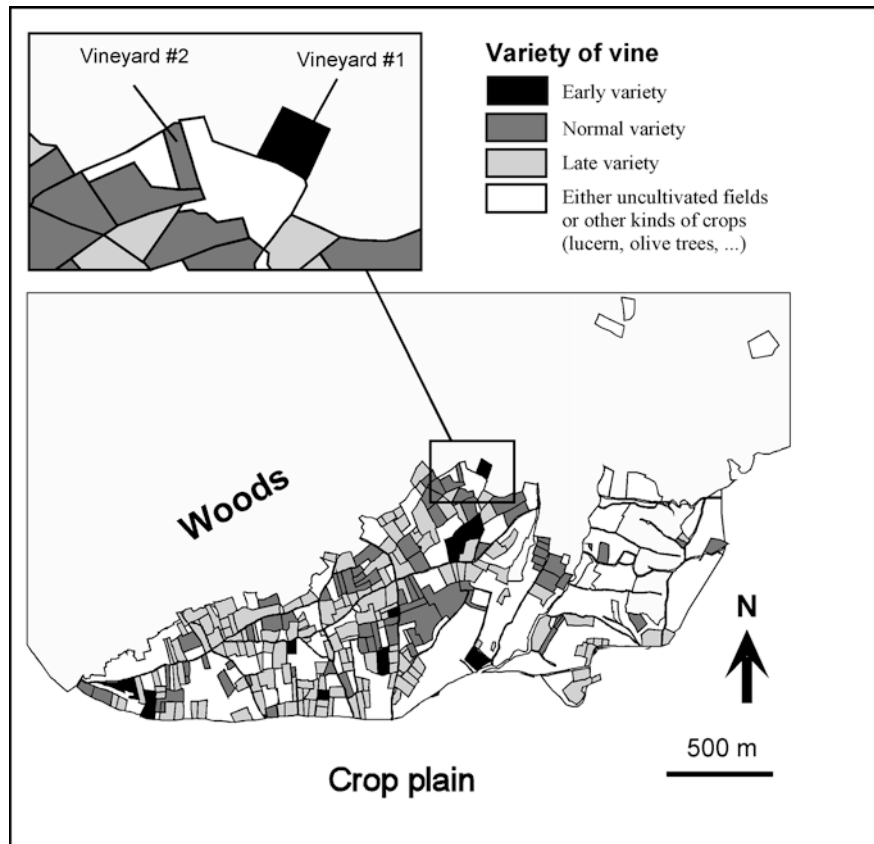 Vineyard #2
Vineyard #1
Variety of vine
Early variety
Normal variety
Late variety
Either uncultivated fields
or other kinds of crops
(lucern, olive trees, ...)
Woods
N
500 m
Crop plain